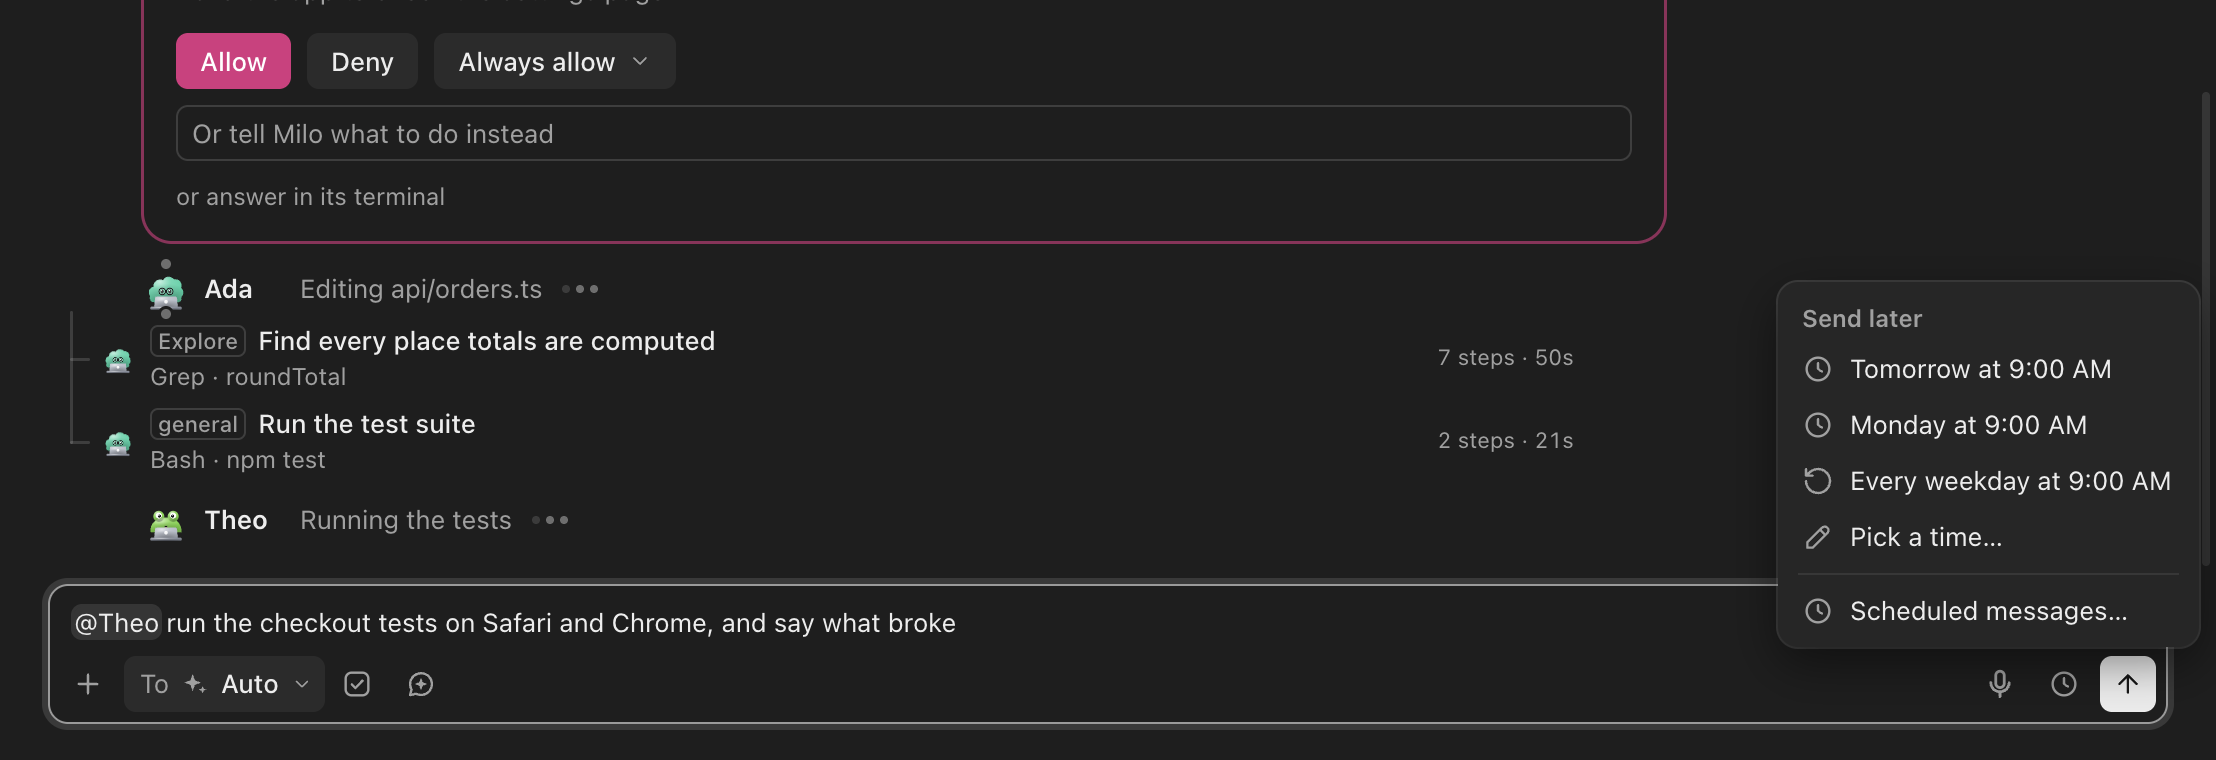 Allow
Deny
Always allow
Or tell Milo what to do instead
or answer in its terminal
Ada
Editing api/orders.ts
Explore
Find every place totals are computed
Grep · roundTotal
7 steps · 50s
general
Run the test suite
Bash · npm test
2 steps · 21s
Theo
Running the tests
Send later
Tomorrow at 9:00 AM
Monday at 9:00 AM
Every weekday at 9:00 AM
Pick a time...
Scheduled messages...
@Theo run the checkout tests on Safari and Chrome, and say what broke
To Auto